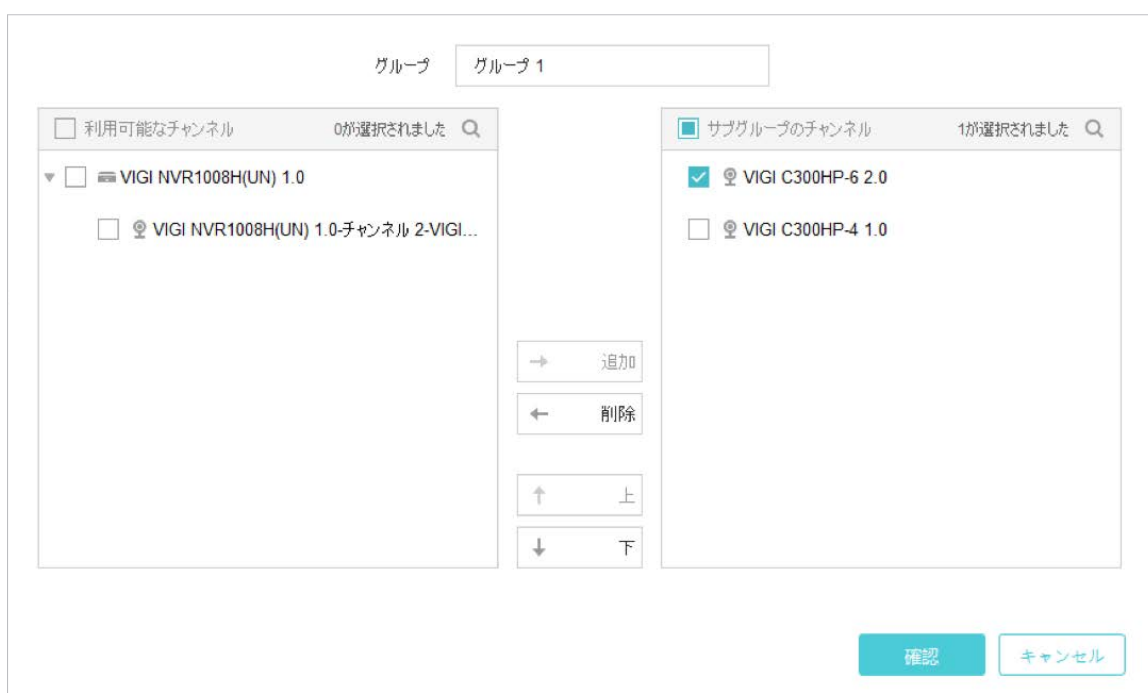 グループ グループ 1
利用可能なチャンネル 0が選択されました
VIGI NVR1008H(UN) 1.0
VIGI NVR1008H(UN) 1.0-チャンネル 2-VIGI...
追加
削除
上
下
サブグループのチャンネル 1が選択されました
VIGI C300HP-6 2.0
VIGI C300HP-4 1.0
確認 キャンセル